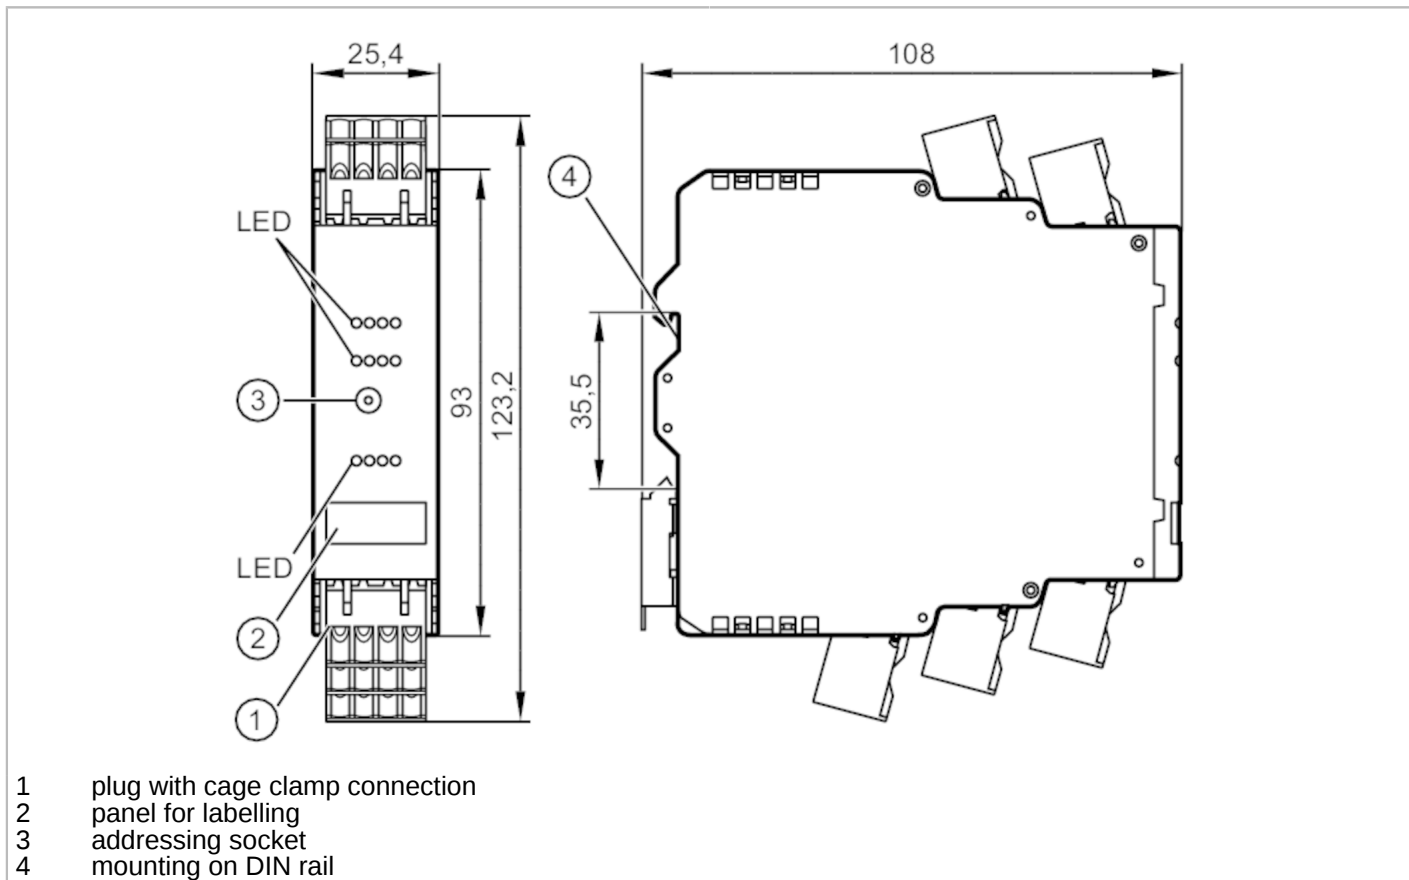 25,4
108
4
LED
3
93
123,2
35,5
LED
2
1
1 plug with cage clamp connection
2 panel for labelling
3 addressing socket
4 mounting on DIN rail